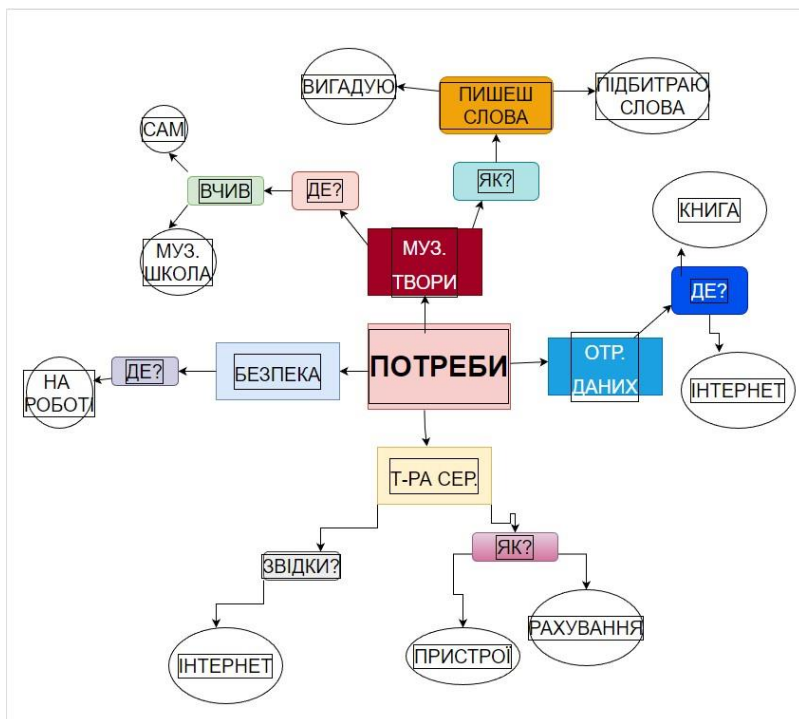 ВИГАДУЮ
ПИШЕШ
СЛОВА
ПІДБИТРАЮ
СЛОВА
САМ
ВЧИВ
ДЕ?
ЯК?
МУЗ.
ШКОЛА
МУЗ.
ТВОРИ
КНИГА
ДЕ?
НА
РОБОТІ
ДЕ?
БЕЗПЕКА
ПОТРЕБИ
ОТР.
ДАНИХ
ІНТЕРНЕТ
Т-РА СЕР.
ЗВІДКИ?
ЯК?
ІНТЕРНЕТ
ПРИСТРОЇ
РАХУВАННЯ